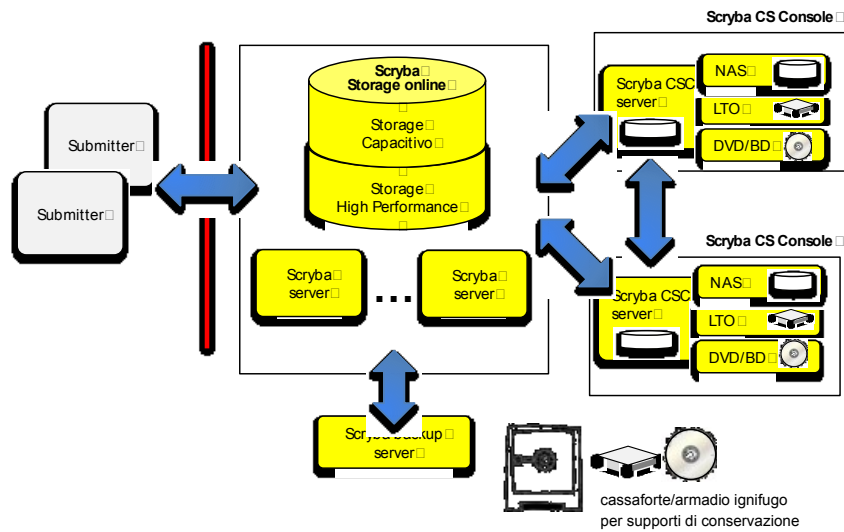 Scryba CS Console
Scryba
Storage online
Storage
Capacitivo
Storage
High Performance
Submitter
Submitter
Scryba
server
...
Scryba
server
Scryba CSC
server
NAS
LTO
DVD/BD
Scryba CS Console
Scryba CSC
server
NAS
LTO
DVD/BD
Scryba backup
server
cassaforte/armadio ignifugo
per supporti di conservazione